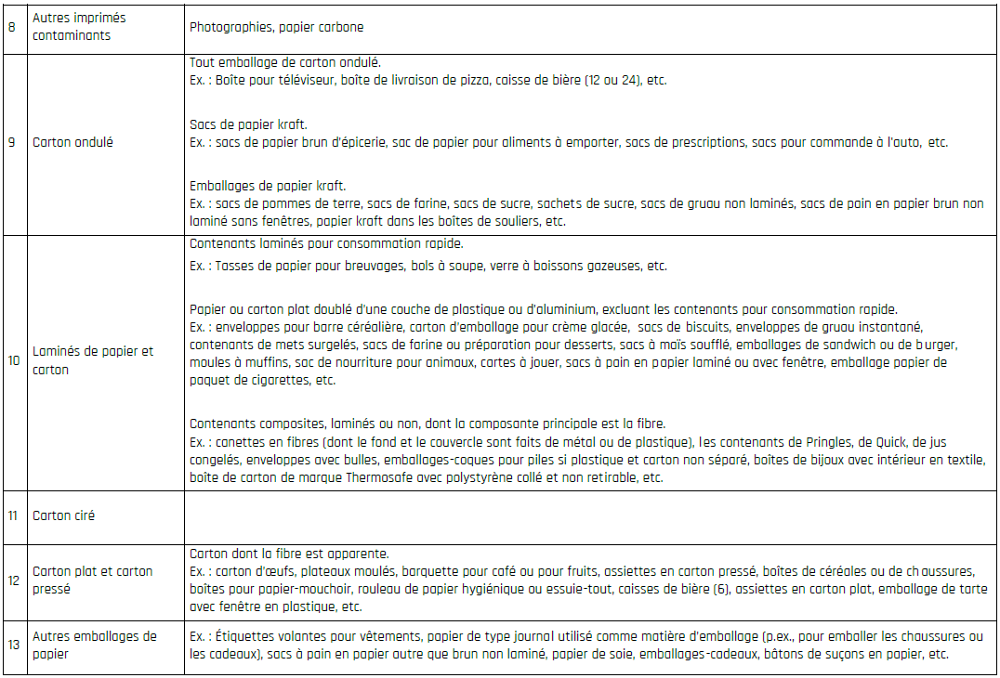 8
Autres imprimés
contaminants
Photographies, papier carbone
9
Carton ondulé
Tout emballage de carton ondulé.
Ex. : Boîte pour téléviseur, boîte de livraison de pizza, caisse de bière (12 ou 24), etc.
Sacs de papier kraft.
Ex. : sacs de papier brun d'épicerie, sac de papier pour aliments à emporter, sacs de prescriptions, sacs pour commande à l'auto, etc.
Emballages de papier kraft.
Ex. : sacs de pommes de terre, sacs de farine, sacs de sucre, sachets de sucre, sacs de gruau non laminés, sacs de pain en papier brun non
laminé sans fenêtres, papier kraft dans les boîtes de souliers, etc.
10
Laminés de papier et
carton
Contenants laminés pour consommation rapide.
Ex. : Tasses de papier pour breuvages, bols à soupe, verre à boissons gazeuses, etc.
Papier ou carton plat doublé d'une couche de plastique ou d'aluminium, excluant les contenants pour consommation rapide.
Ex. : enveloppes pour barre céréalière, carton d'emballage pour crème glacée, sacs de biscuits, enveloppes de gruau instantané,
contenants de mets surgelés, sacs de farine ou préparation pour desserts, sacs à maïs soufflé, emballages de sandwich ou de burger,
moules à muffins, sac de nourriture pour animaux, cartes à jouer, sacs à pain en papier laminé ou avec fenêtre, emballage papier de
paquet de cigarettes, etc.
Contenants composites, laminés ou non, dont la composante principale est la fibre.
Ex. : canettes en fibres (dont le fond et le couvercle sont faits de métal ou de plastique), les contenants de Pringles, de Quick, de jus
congelés, enveloppes avec bulles, emballages-coques pour piles si plastique et carton non séparé, boîtes de bijoux avec intérieur en textile,
boîte de carton de marque Thermosafe avec polystyrène collé et non retirable, etc.
11
Carton ciré
12
Carton plat et carton
pressé
Carton dont la fibre est apparente.
Ex. : carton d'œufs, plateaux moulés, barquette pour café ou pour fruits, assiettes en carton pressé, boîtes de céréales ou de chaussures,
boîtes pour papier-mouchoir, rouleau de papier hygiénique ou essuie-tout, caisses de bière (6), assiettes en carton plat, emballage de tarte
avec fenêtre en plastique, etc.
13
Autres emballages de
papier
Ex. : Étiquettes volantes pour vêtements, papier de type journal utilisé comme matière d'emballage (p.ex., pour emballer les chaussures ou
les cadeaux), sacs à pain en papier autre que brun non laminé, papier de soie, emballages-cadeaux, bâtons de suçons en papier, etc.